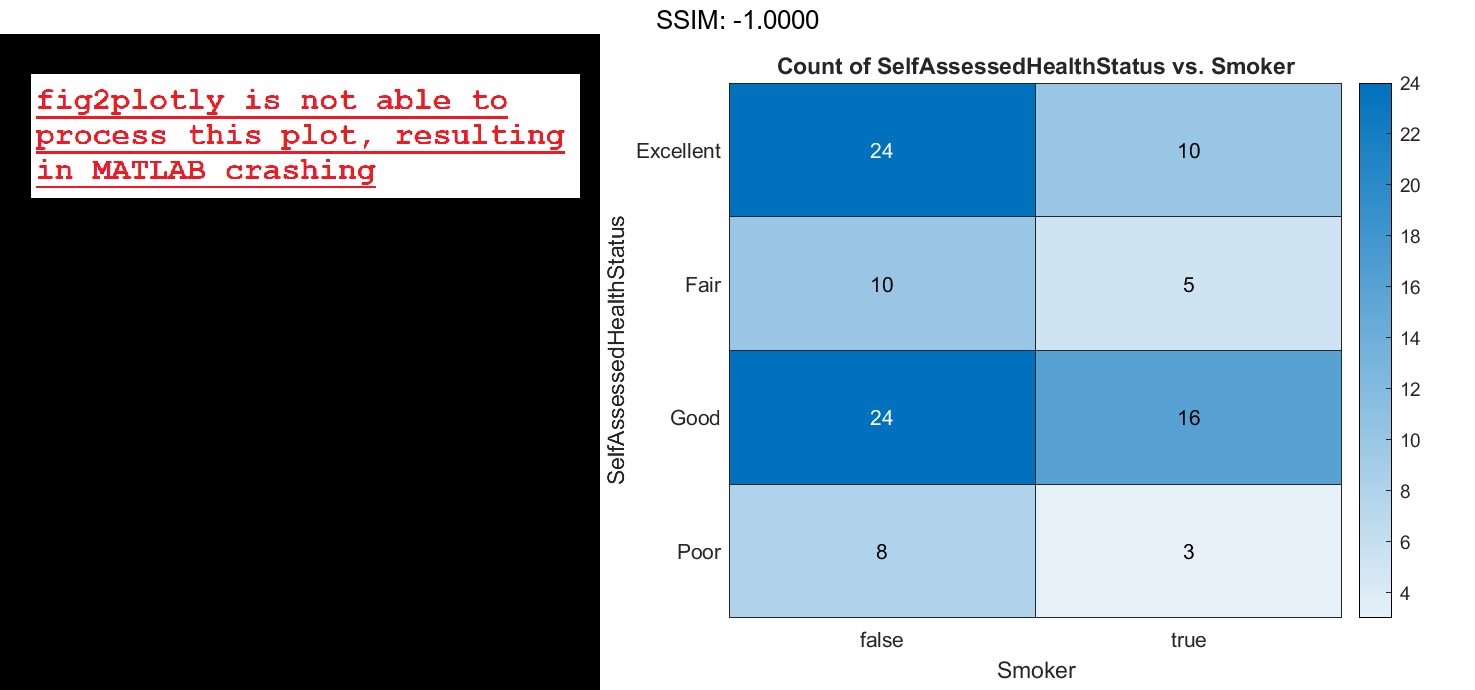 SSIM: -1.0000
fig2plotly is not able to
process this plot, resulting
in MATLAB crashing
Count of SelfAssessedHealthStatus vs. Smoker
SelfAssessedHealthStatus
Excellent 24 10
Fair 10 5
Good 24 16
Poor 8 3
false true
Smoker
24
22
20
18
16
14
12
10
8
6
4